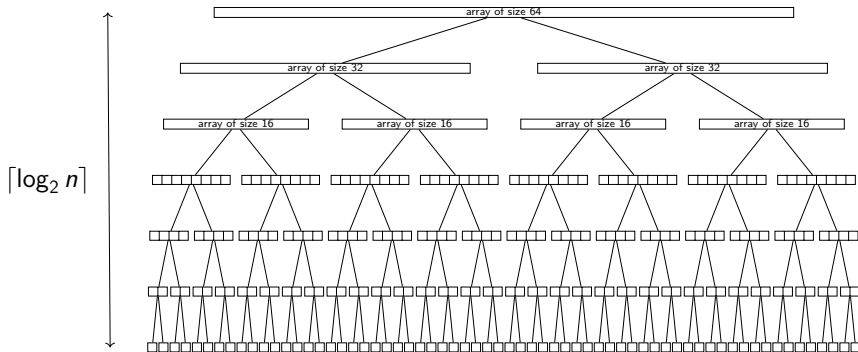 array of size 64
array of size 32 array of size 32
array of size 16 array of size 16 array of size 16 array of size 16
⌈log₂ n⌉